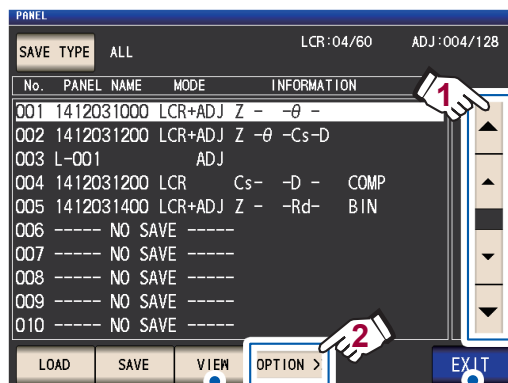 PANEL
SAVE TYPE ALL LCR:04/60 ADJ:004/128
No. PANEL NAME MODE INFORMATION
001 1412031000 LCR+ADJ Z - -θ -
002 1412031200 LCR+ADJ Z -θ -Cs-D
003 L-001 ADJ
004 1412031200 LCR Cs- -D - COMP
005 1412031400 LCR+ADJ Z - -Rd- BIN
006 ----- NO SAVE -----
007 ----- NO SAVE -----
008 ----- NO SAVE -----
009 ----- NO SAVE -----
010 ----- NO SAVE -----
1
2
LOAD SAVE VIEW OPTION > EXIT